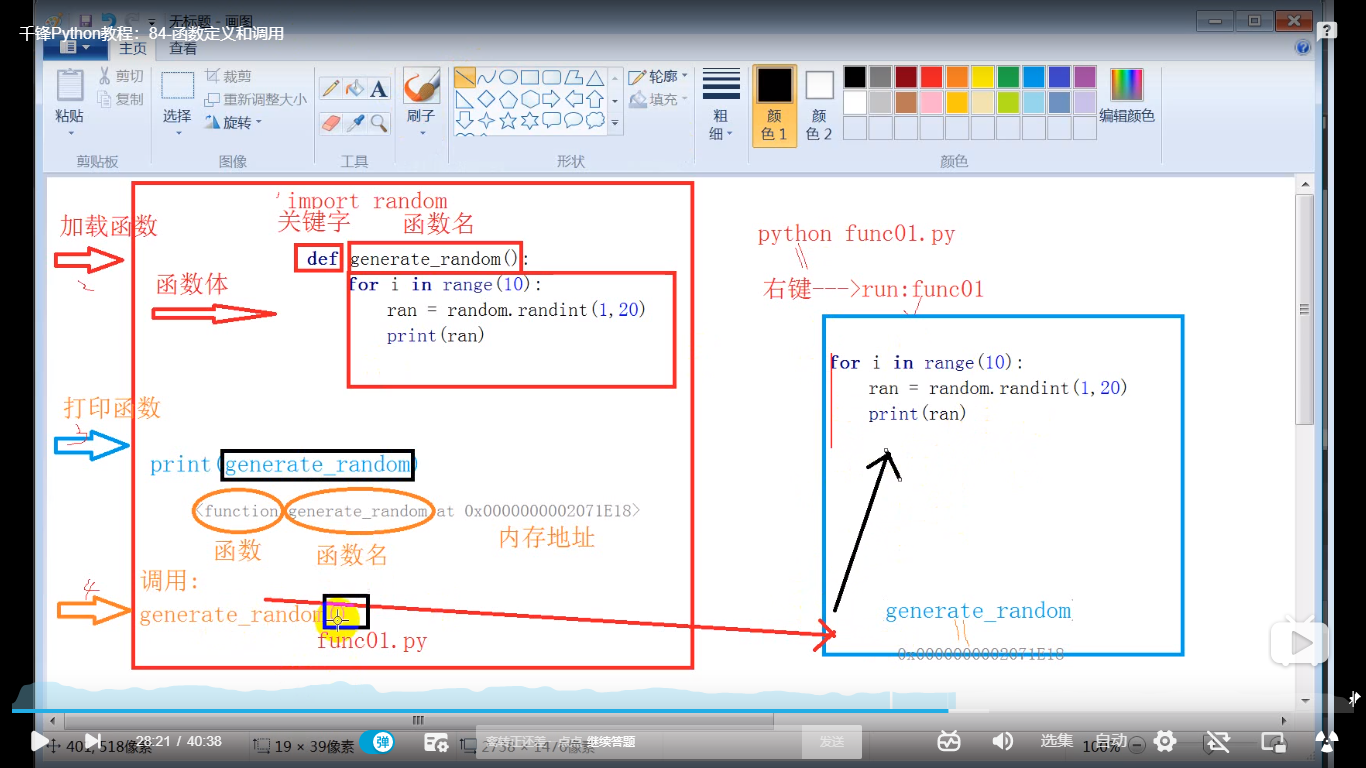 无标题 - 画图
千锋Python教程：84-函数定义和调用
主页 查看
剪切
复制
粘贴
剪贴板
裁剪
重新调整大小
旋转
选择
图像
A
工具
刷子
轮廓
填充
形状
粗
细
颜
色 1
颜
色 2
编辑颜色
颜色
'import random
加载函数
关键字 函数名
def generate_random():
函数体
for i in range(10):
ran = random.randint(1,20)
print(ran)
打印函数
print(generate_random)
<function generate_random at 0x0000000002071E18>
函数 函数名 内存地址
4
调用:
generate_random()
func01.py
python func01.py
右键--->run:func01
for i in range(10):
ran = random.randint(1,20)
print(ran)
generate_random
0x0000000002071E18
23:21 / 40:38
401, 518像素
19 × 39像素
弹
继续答题
发送
选集
自动
100%